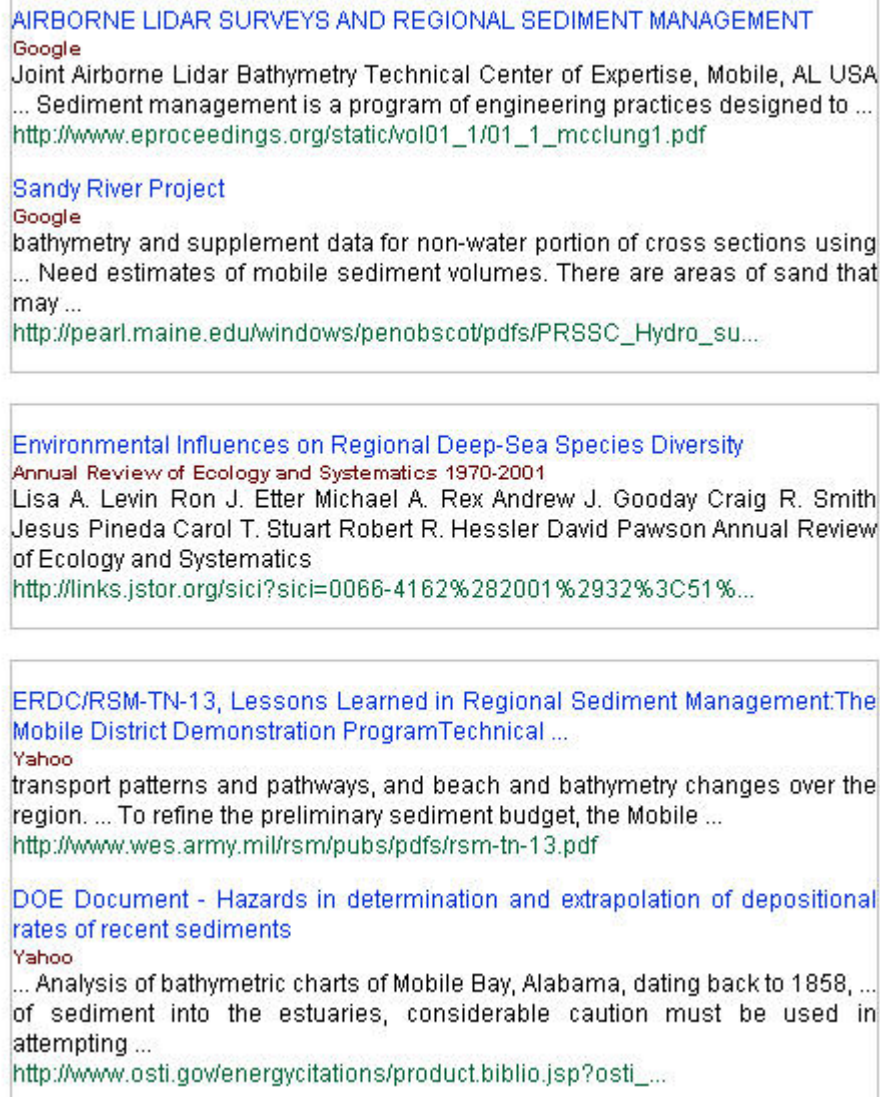 AIRBORNE LIDAR SURVEYS AND REGIONAL SEDIMENT MANAGEMENT
Google
Joint Airborne Lidar Bathymetry Technical Center of Expertise, Mobile, AL USA
... Sediment management is a program of engineering practices designed to ...
http://www.eproceedings.org/static/vol01_1/01_1_mcclung1.pdf
Sandy River Project
Google
bathymetry and supplement data for non-water portion of cross sections using
... Need estimates of mobile sediment volumes. There are areas of sand that
may ...
http://pearl.maine.edu/windows/penobscot/pdfs/PRSSC_Hydro_su...
Environmental Influences on Regional Deep-Sea Species Diversity
Annual Review of Ecology and Systematics 1970-2001
Lisa A. Levin Ron J. Etter Michael A. Rex Andrew J. Gooday Craig R. Smith
Jesus Pineda Carol T. Stuart Robert R. Hessler David Pawson Annual Review
of Ecology and Systematics
http://links.jstor.org/sici?sici=0066-4162%282001%2932%3C51%...
ERDC/RSM-TN-13, Lessons Learned in Regional Sediment Management:The
Mobile District Demonstration ProgramTechnical ...
Yahoo
transport patterns and pathways, and beach and bathymetry changes over the
region. ... To refine the preliminary sediment budget, the Mobile ...
http://www.wes.army.mil/rsm/pubs/pdfs/rsm-tn-13.pdf
DOE Document - Hazards in determination and extrapolation of depositional
rates of recent sediments
Yahoo
... Analysis of bathymetric charts of Mobile Bay, Alabama, dating back to 1858, ...
of sediment into the estuaries, considerable caution must be used in
attempting ...
http://www.osti.gov/energycitations/product.biblio.jsp?osti_...